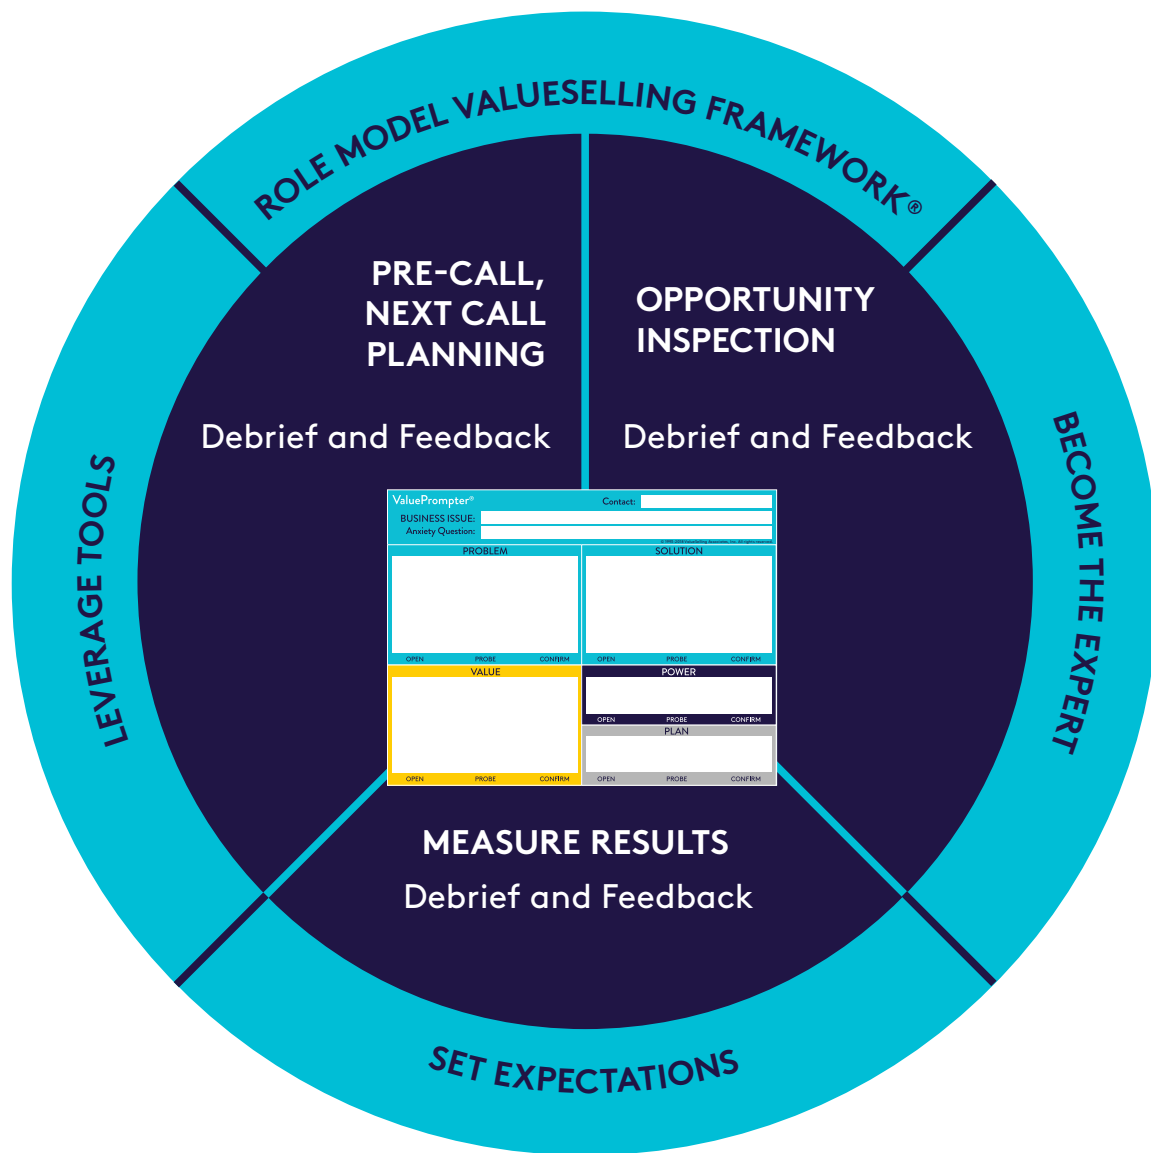 ROLE MODEL VALUESELLING FRAMEWORK®
PRE-CALL,
NEXT CALL
PLANNING
Debrief and Feedback
OPPORTUNITY
INSPECTION
Debrief and Feedback
LEVERAGE TOOLS
BECOME THE EXPERT
ValuePrompter®
Contact:
BUSINESS ISSUE:
Anxiety Question:
PROBLEM
SOLUTION
OPEN PROBE CONFIRM
OPEN PROBE CONFIRM
VALUE
POWER
OPEN PROBE CONFIRM
PLAN
OPEN PROBE CONFIRM
OPEN PROBE CONFIRM
MEASURE RESULTS
Debrief and Feedback
SET EXPECTATIONS